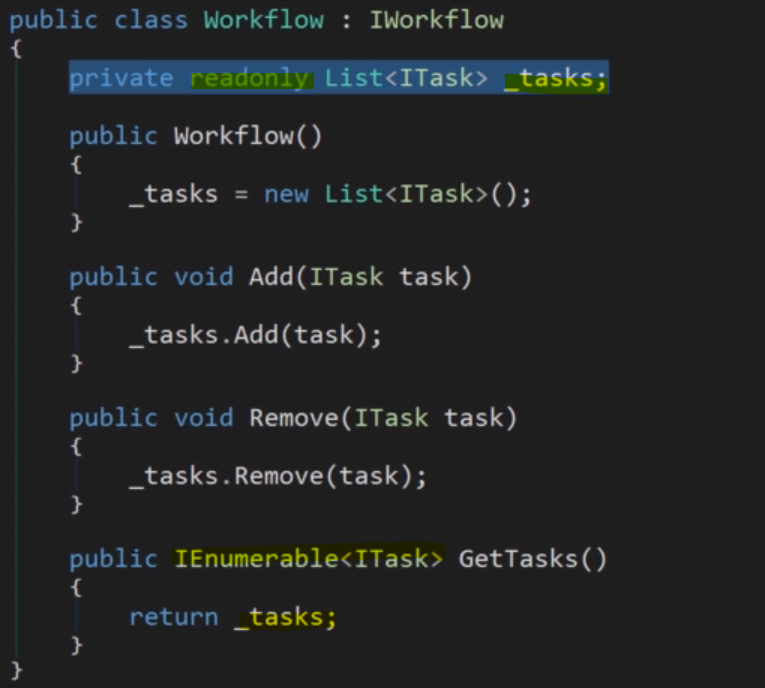 public class Workflow : IWorkflow
{
    private readonly List<ITask> _tasks;
    public Workflow()
    {
        _tasks = new List<ITask>();
    }
    public void Add(ITask task)
    {
        _tasks.Add(task);
    }
    public void Remove(ITask task)
    {
        _tasks.Remove(task);
    }
    public IEnumerable<ITask> GetTasks()
    {
        return _tasks;
    }
}